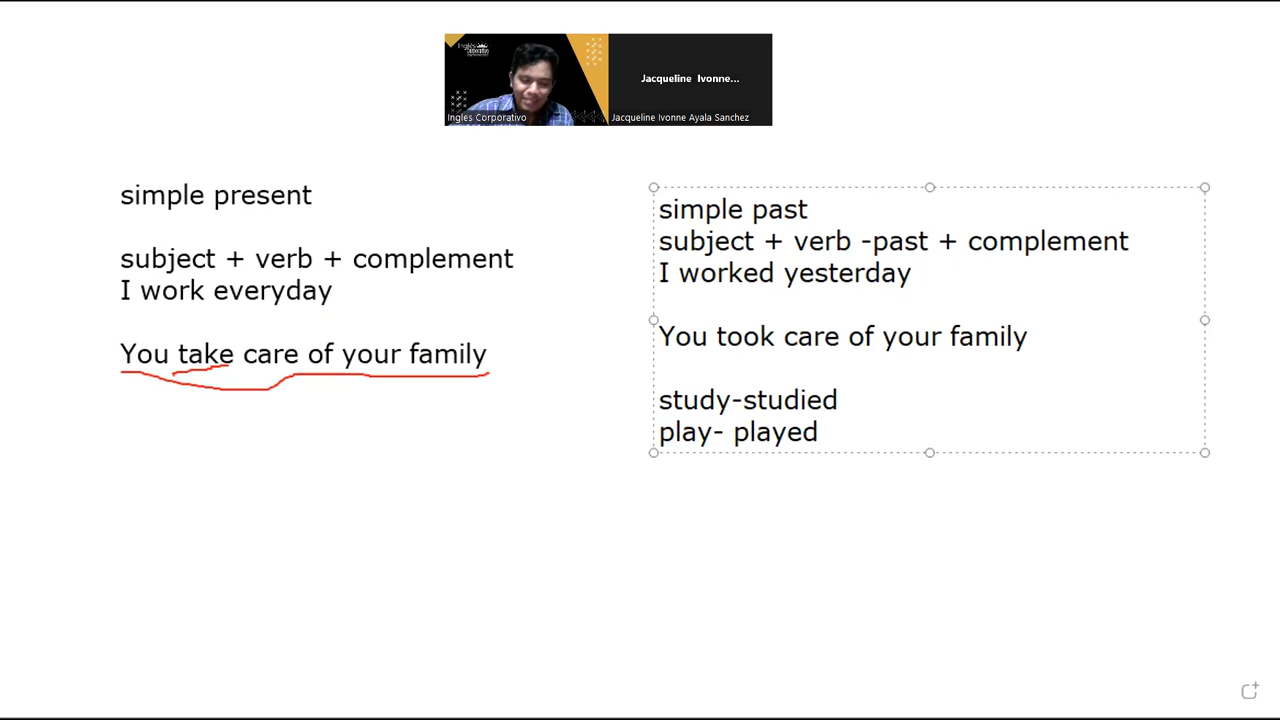 Inglés
Corporativo
Jacqueline Ivonne...
Ingles Corporativo
Jacqueline Ivonne Ayala Sanchez
simple present
subject + verb + complement
I work everyday
You take care of your family
simple past
subject + verb -past + complement
I worked yesterday
You took care of your family
study-studied
play- played